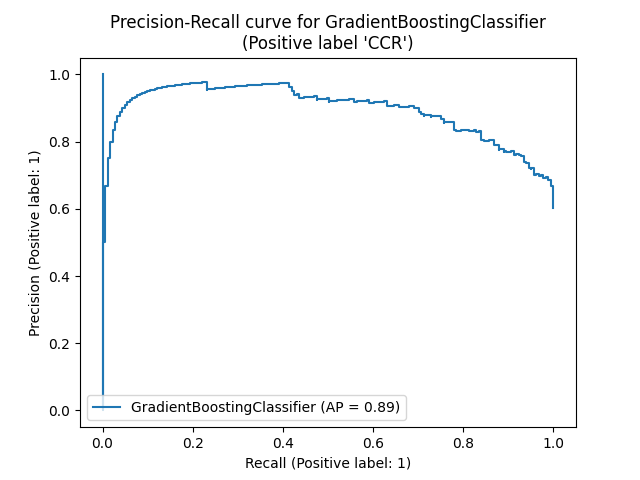 Precision-Recall curve for GradientBoostingClassifier
(Positive label 'CCR')
Precision (Positive label: 1)
1.0
0.8
0.6
0.4
0.2
0.0
GradientBoostingClassifier (AP = 0.89)
0.0 0.2 0.4 0.6 0.8 1.0
Recall (Positive label: 1)